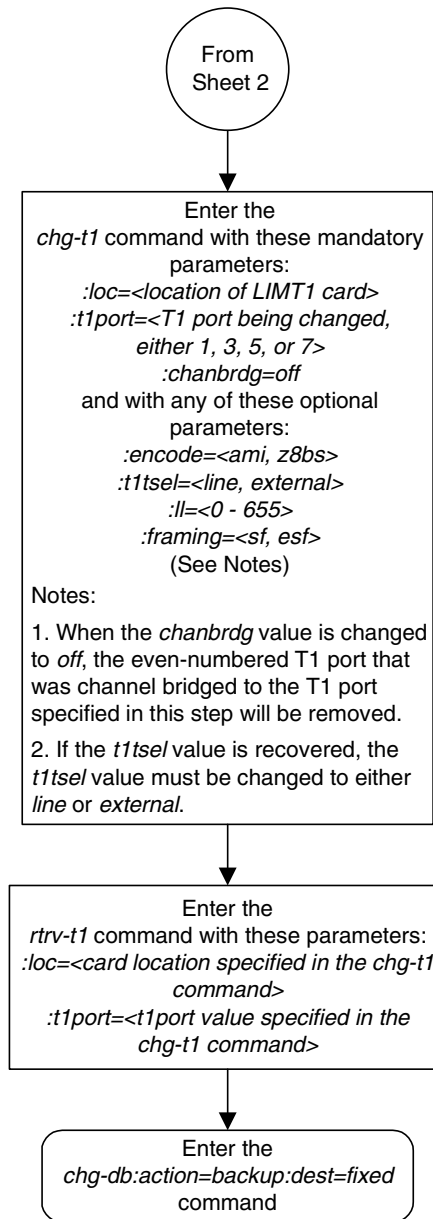 From
Sheet 2
Enter the
chg-t1 command with these mandatory
parameters:
:loc=<location of LIMT1 card>
:t1port=<T1 port being changed,
either 1, 3, 5, or 7>
:chanbrdg=off
and with any of these optional
parameters:
:encode=<ami, z8bs>
:t1tsel=<line, external>
:ll=<0 - 655>
:framing=<sf, esf>
(See Notes)
Notes:
1. When the chanbrdg value is changed
to off, the even-numbered T1 port that
was channel bridged to the T1 port
specified in this step will be removed.
2. If the t1tsel value is recovered, the
t1tsel value must be changed to either
line or external.
Enter the
rtrv-t1 command with these parameters:
:loc=<card location specified in the chg-t1
command>
:t1port=<t1port value specified in the
chg-t1 command>
Enter the
chg-db:action=backup:dest=fixed
command